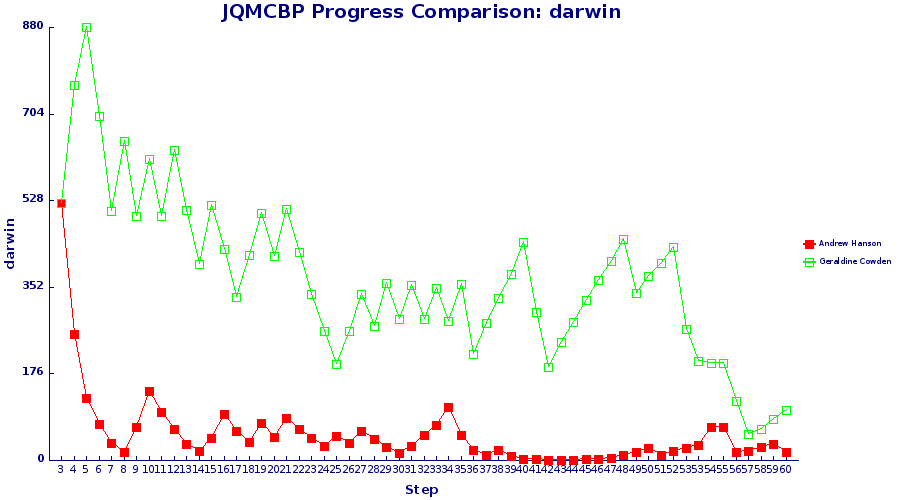 JQMCBP Progress Comparison: darwin
880
704
528
352
176
0
darwin
3 4 5 6 7 8 9 10 11 12 13 14 15 16 17 18 19 20 21 22 23 24 25 26 27 28 29 30 31 32 33 34 35 36 37 38 39 40 41 42 43 44 45 46 47 48 49 50 51 52 53 54 55 56 57 58 59 60
Step
Andrew Hanson
Geraldine Cowden